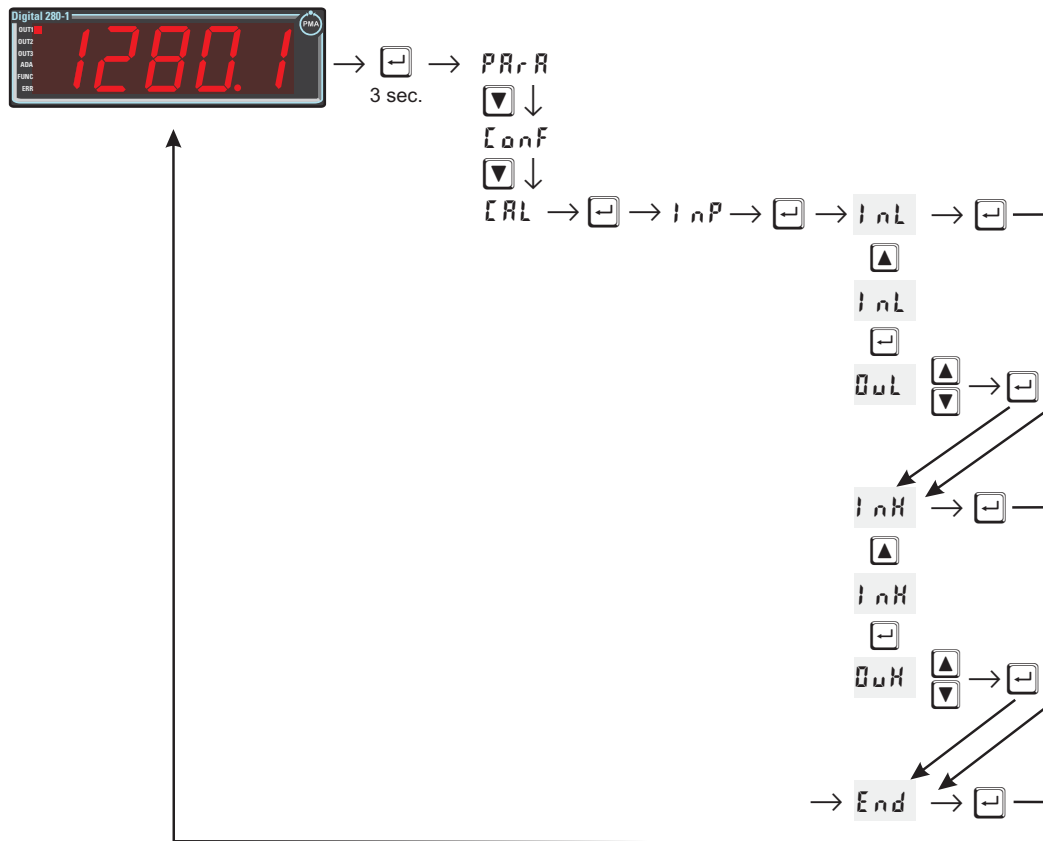 Digital 280-1
PMA
OUT1
OUT2
OUT3
ADA
FUNC
ERR
1280.1
3 sec.
PArA
ConF
CAL InP InL
InL
OuL
InH
InH
OuH
End